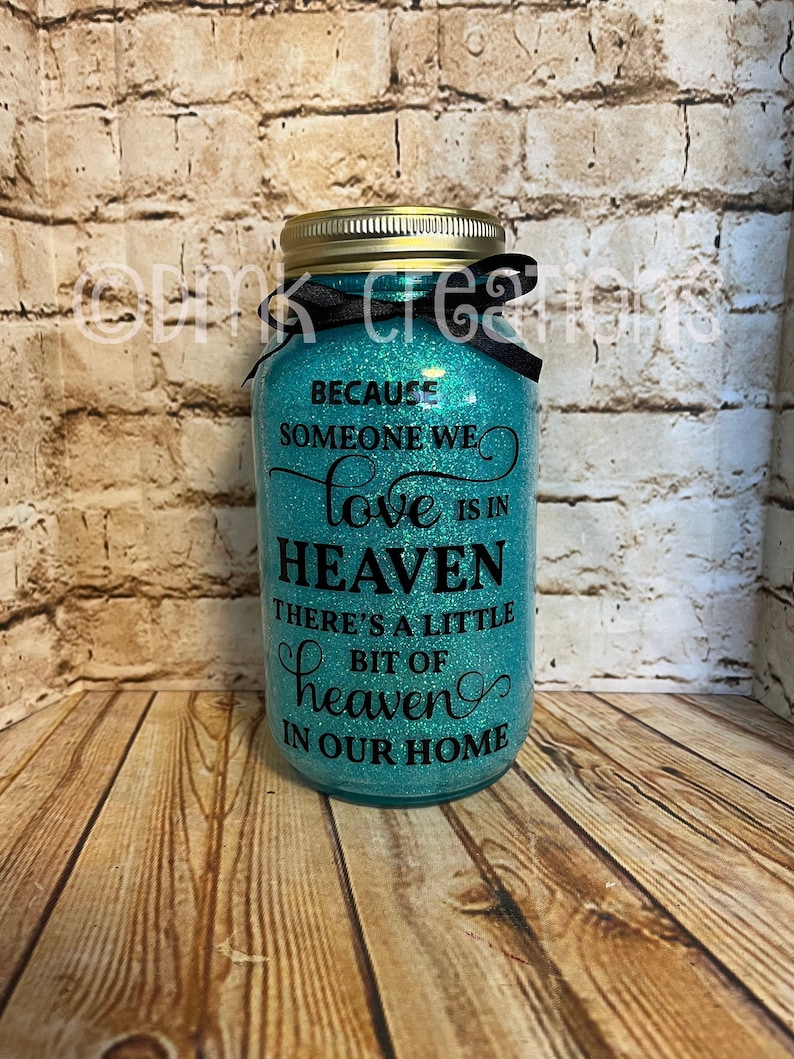 ©DMK Creations
BECAUSE
SOMEONE WE
love IS IN
HEAVEN
THERE'S A LITTLE
BIT OF
heaven
IN OUR HOME